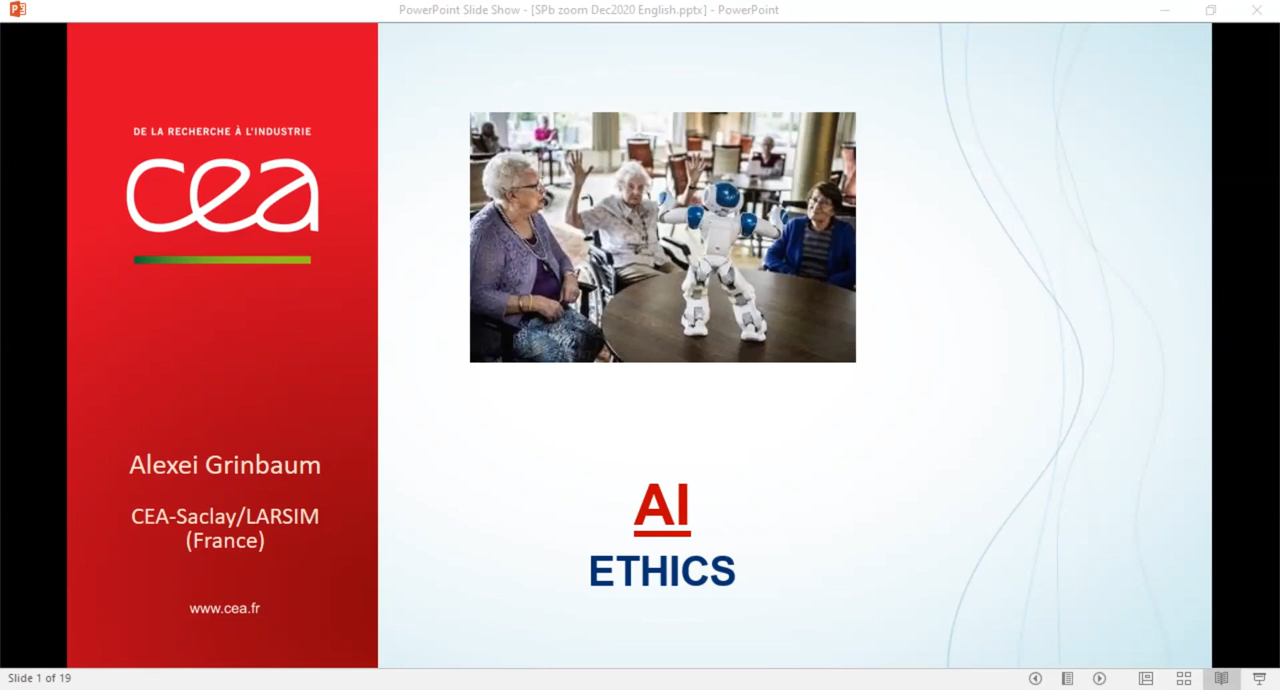 PowerPoint Slide Show - [SPb zoom Dec2020 English.pptx] - PowerPoint
DE LA RECHERCHE À L'INDUSTRIE
cea
Alexei Grinbaum
CEA-Saclay/LARSIM
(France)
www.cea.fr
AI
ETHICS
Slide 1 of 19